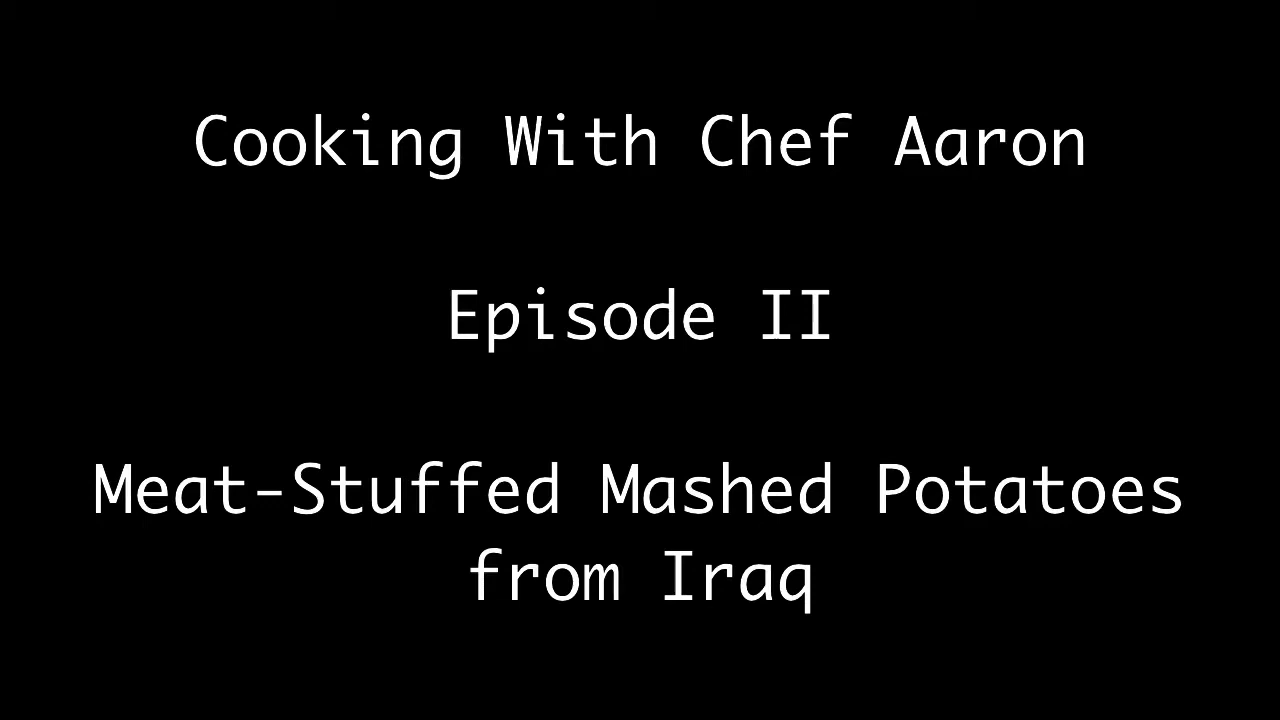 Cooking With Chef Aaron
Episode II
Meat-Stuffed Mashed Potatoes
from Iraq